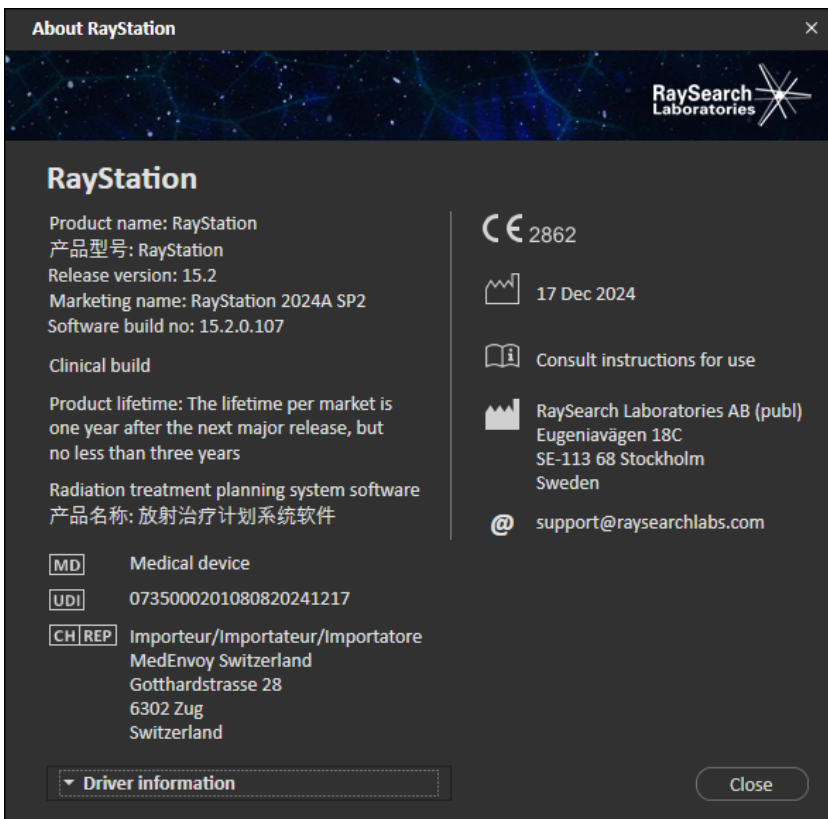 About RayStation
RaySearch
Laboratories
RayStation
Product name: RayStation
产品型号: RayStation
Release version: 15.2
Marketing name: RayStation 2024A SP2
Software build no: 15.2.0.107
Clinical build
Product lifetime: The lifetime per market is
one year after the next major release, but
no less than three years
Radiation treatment planning system software
产品名称: 放射治疗计划系统软件
MD Medical device
UDI 0735000201080820241217
CH REP Importeur/Importateur/Importatore
MedEnvoy Switzerland
Gotthardstrasse 28
6302 Zug
Switzerland
CE 2862
17 Dec 2024
Consult instructions for use
RaySearch Laboratories AB (publ)
Eugeniavägen 18C
SE-113 68 Stockholm
Sweden
@ support@raysearchlabs.com
Driver information
Close